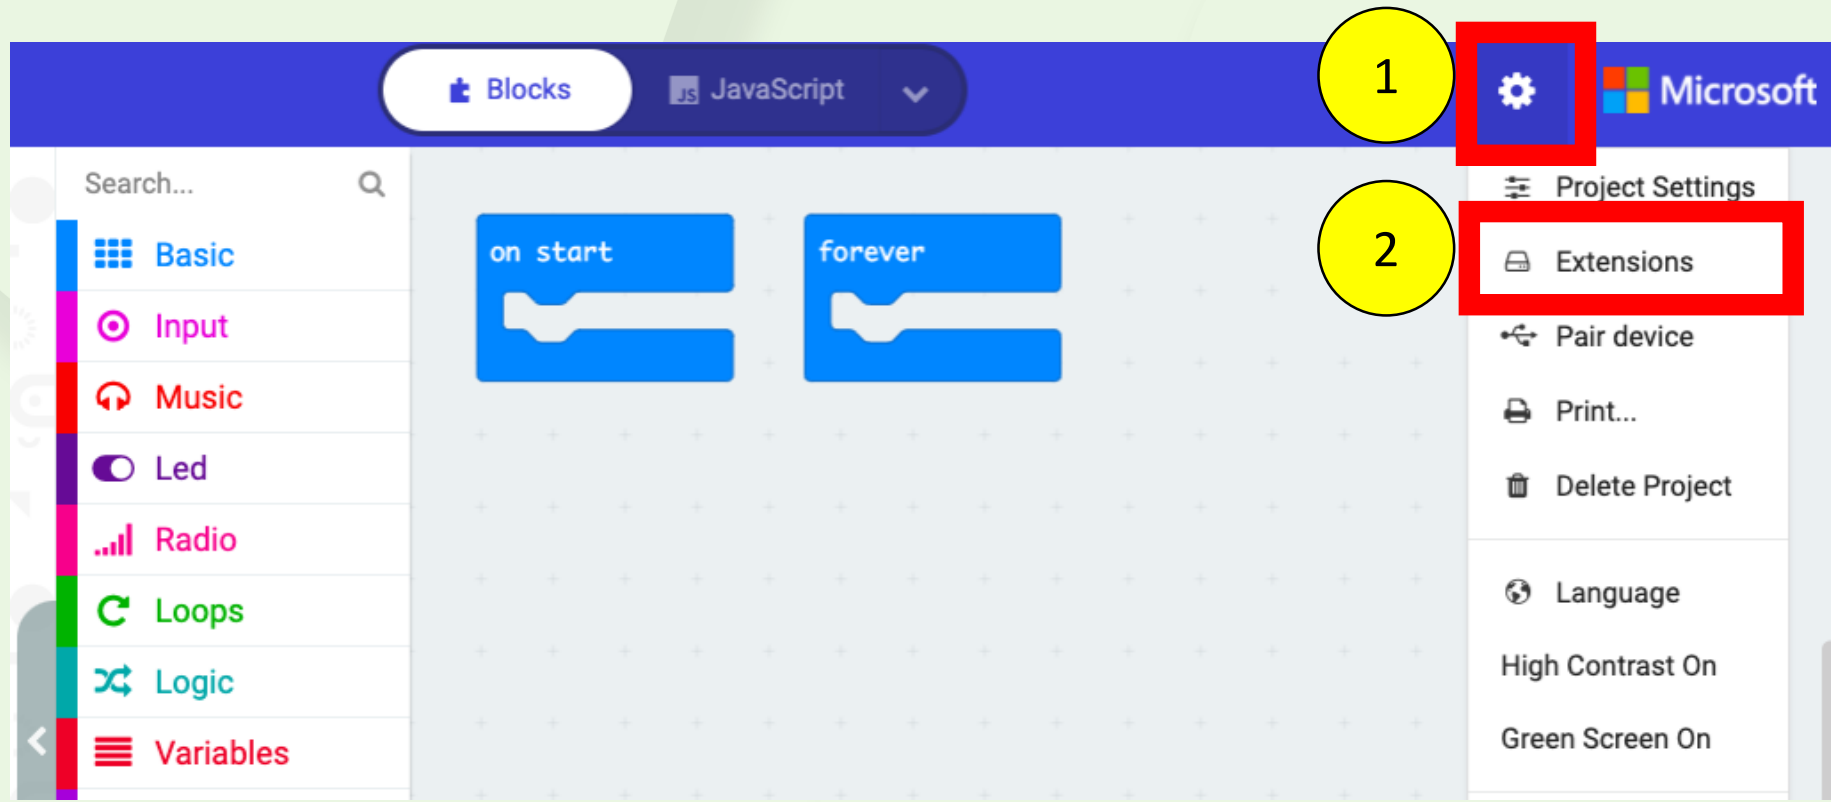 Blocks
JS JavaScript
1
Microsoft
Search...
Basic
Input
Music
Led
Radio
Loops
Logic
Variables
on start
forever
Project Settings
2
Extensions
Pair device
Print...
Delete Project
Language
High Contrast On
Green Screen On